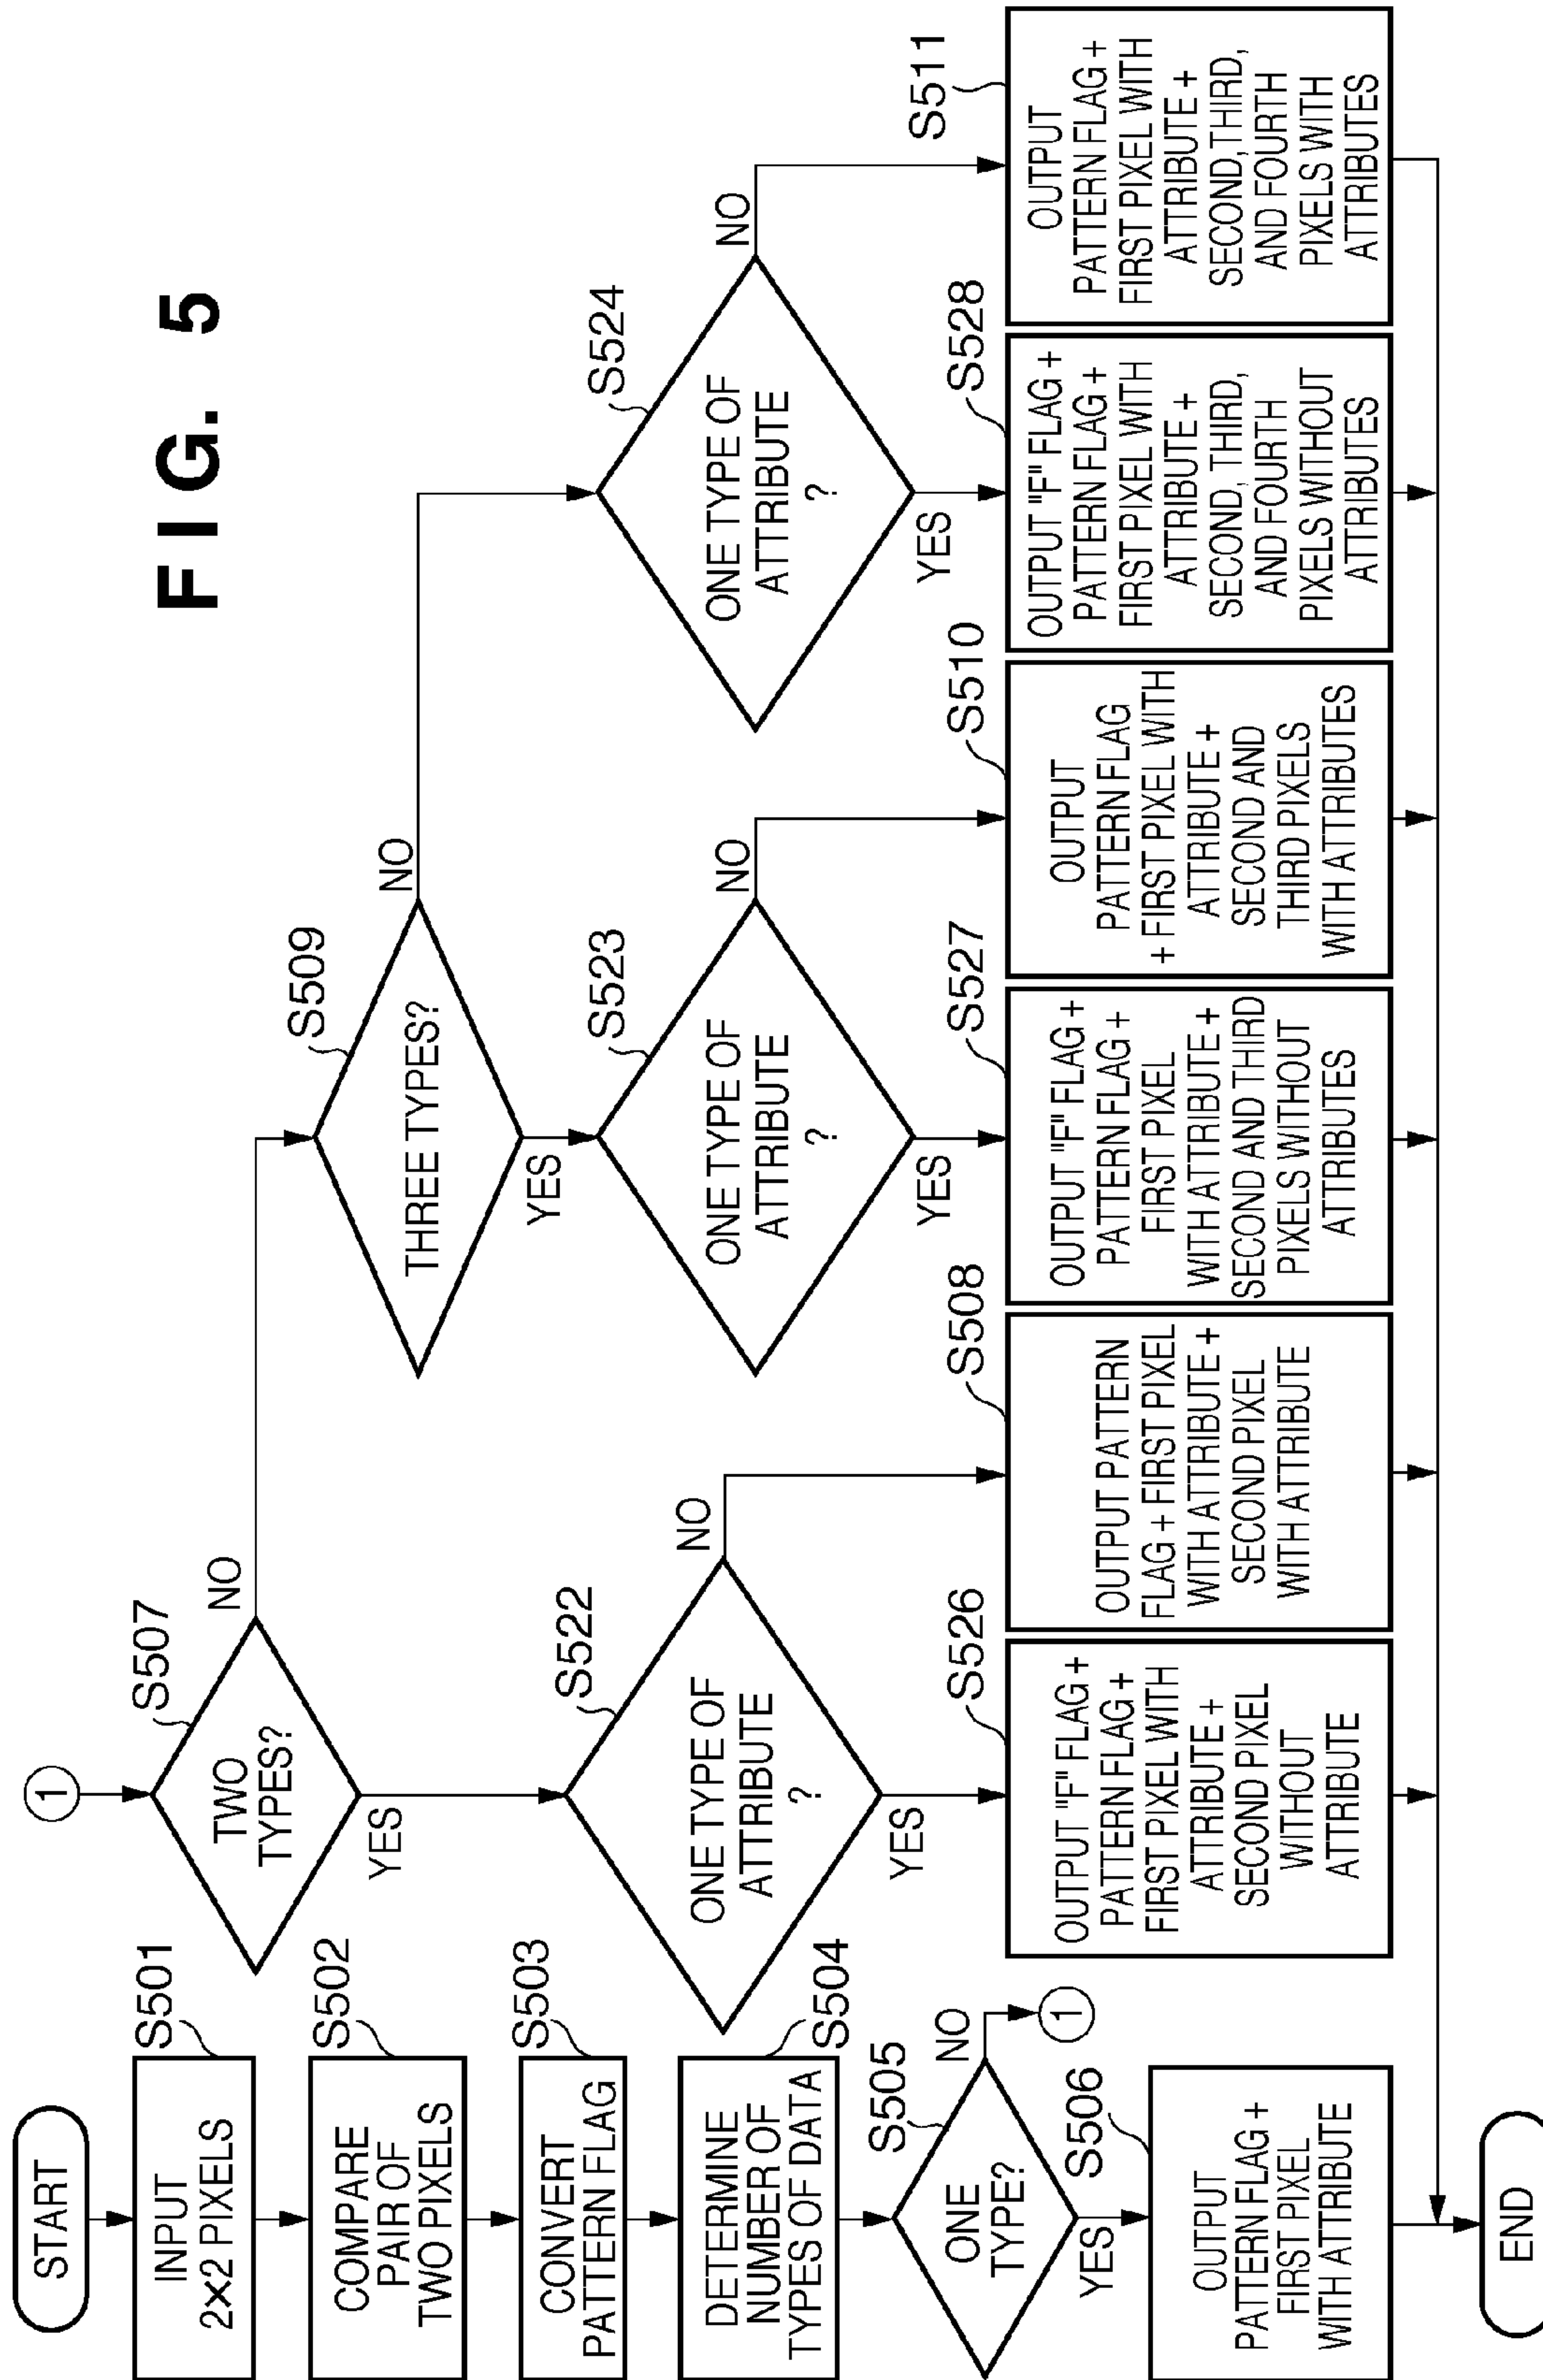 FIG. 5
START
S501
INPUT
2×2 PIXELS
S502
COMPARE
PAIR OF
TWO PIXELS
S503
CONVERT
PATTERN FLAG
S504
DETERMINE
NUMBER OF
TYPES OF DATA
S505
ONE
TYPE?
NO
1
YES
S506
OUTPUT
PATTERN FLAG +
FIRST PIXEL
WITH ATTRIBUTE
END
1
S507
TWO
TYPES?
NO
YES
S522
ONE TYPE OF
ATTRIBUTE
?
NO
YES
S526
OUTPUT "F" FLAG +
PATTERN FLAG +
FIRST PIXEL WITH
ATTRIBUTE +
SECOND PIXEL
WITHOUT
ATTRIBUTE
S508
OUTPUT PATTERN
FLAG + FIRST PIXEL
WITH ATTRIBUTE +
SECOND PIXEL
WITH ATTRIBUTE
S509
THREE TYPES?
NO
YES
S523
ONE TYPE OF
ATTRIBUTE
?
NO
YES
S527
OUTPUT "F" FLAG +
PATTERN FLAG +
FIRST PIXEL
WITH ATTRIBUTE +
SECOND AND THIRD
PIXELS WITHOUT
ATTRIBUTES
S510
OUTPUT
PATTERN FLAG
+ FIRST PIXEL WITH
ATTRIBUTE +
SECOND AND
THIRD PIXELS
WITH ATTRIBUTES
S524
ONE TYPE OF
ATTRIBUTE
?
NO
YES
S528
OUTPUT "F" FLAG +
PATTERN FLAG +
FIRST PIXEL WITH
ATTRIBUTE +
SECOND, THIRD,
AND FOURTH
PIXELS WITHOUT
ATTRIBUTES
S511
OUTPUT
PATTERN FLAG +
FIRST PIXEL WITH
ATTRIBUTE +
SECOND,THIRD,
AND FOURTH
PIXELS WITH
ATTRIBUTES